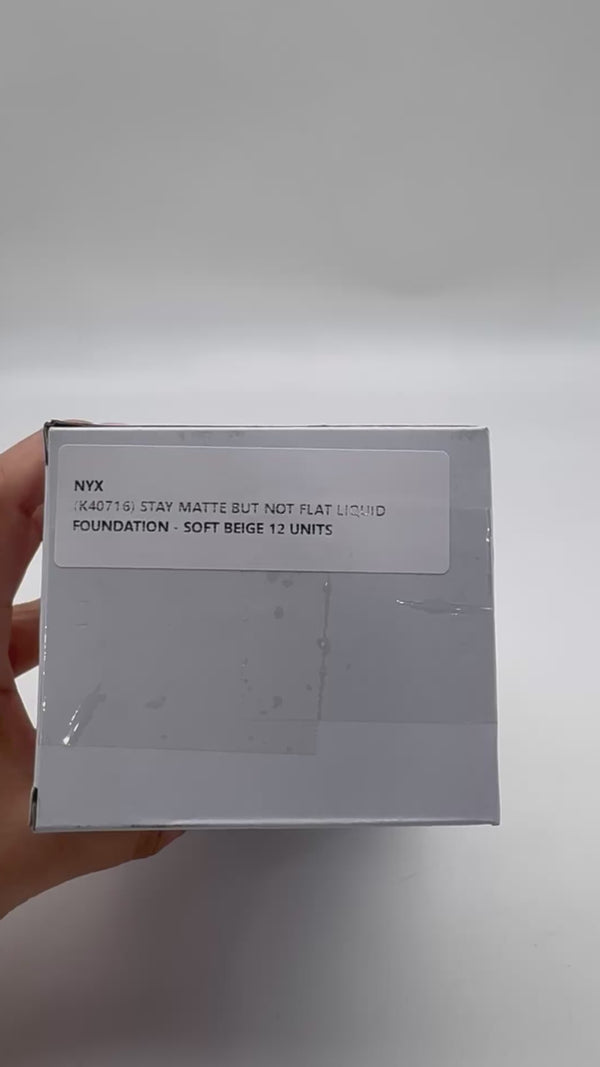 NYX
(K40716) STAY MATTE BUT NOT FLAT LIQUID
FOUNDATION - SOFT BEIGE 12 UNITS